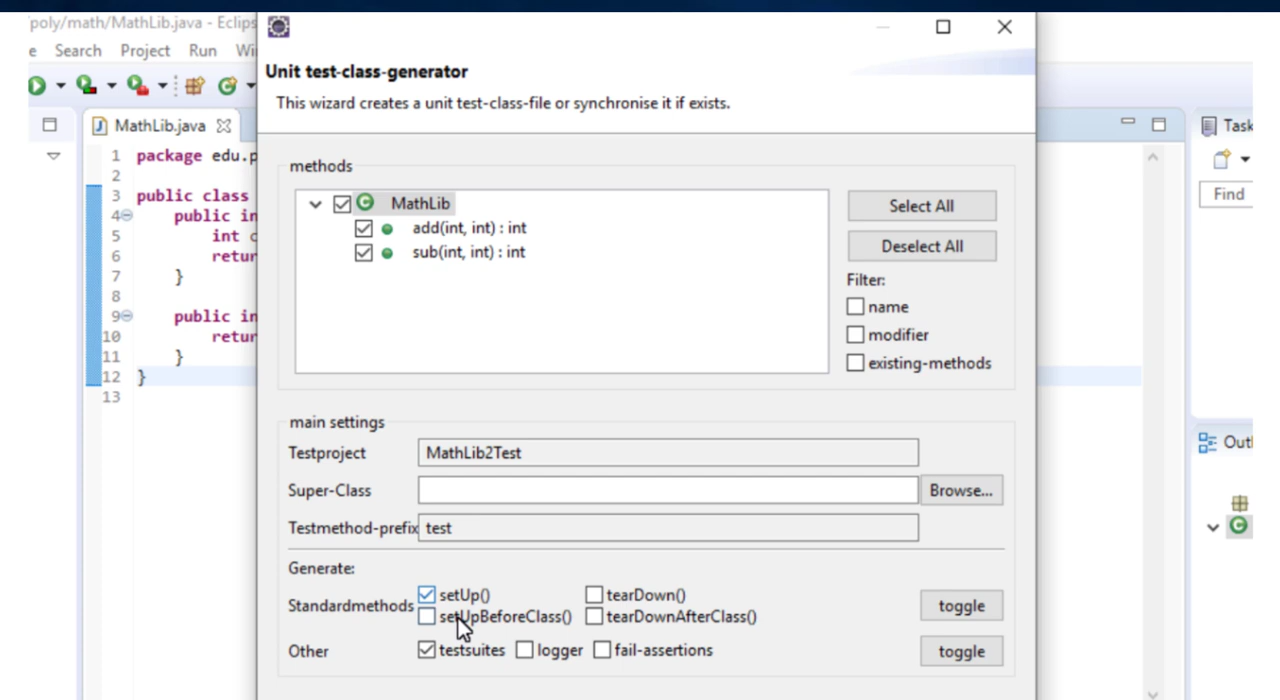 poly/math/MathLib.java - Eclips
e Search Project Run Wi
Unit test-class-generator
This wizard creates a unit test-class-file or synchronise it if exists.
MathLib.java
Task
Find
1 package edu.p
2
3 public class
4 public in
5 int c
6 retur
7 }
8
9 public in
10 retur
11 }
12 }
13
methods
MathLib
add(int, int) : int
sub(int, int) : int
Select All
Deselect All
Filter:
name
modifier
existing-methods
main settings
Testproject MathLib2Test
Super-Class Browse...
Testmethod-prefix test
Generate:
Standardmethods setUp() tearDown() toggle
setUpBeforeClass() tearDownAfterClass()
Other testsuites logger fail-assertions toggle
Outl